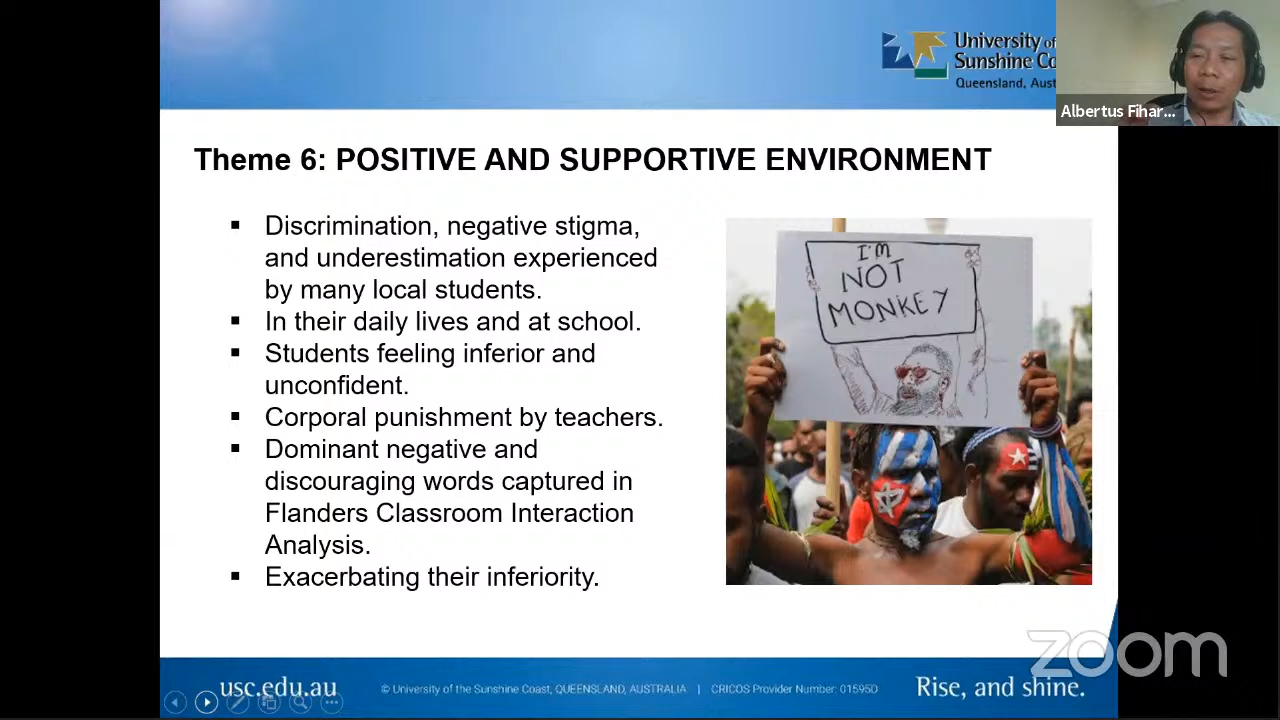 University of
Sunshine Co
Queensland, Aust
Albertus Fihar...
Theme 6: POSITIVE AND SUPPORTIVE ENVIRONMENT
▪ Discrimination, negative stigma,
and underestimation experienced
by many local students.
▪ In their daily lives and at school.
▪ Students feeling inferior and
unconfident.
▪ Corporal punishment by teachers.
▪ Dominant negative and
discouraging words captured in
Flanders Classroom Interaction
Analysis.
▪ Exacerbating their inferiority.
I'M
NOT
MONKEY
zoom
usc.edu.au
© University of the Sunshine Coast, QUEENSLAND, AUSTRALIA | CRICOS Provider Number: 01595D
Rise, and shine.